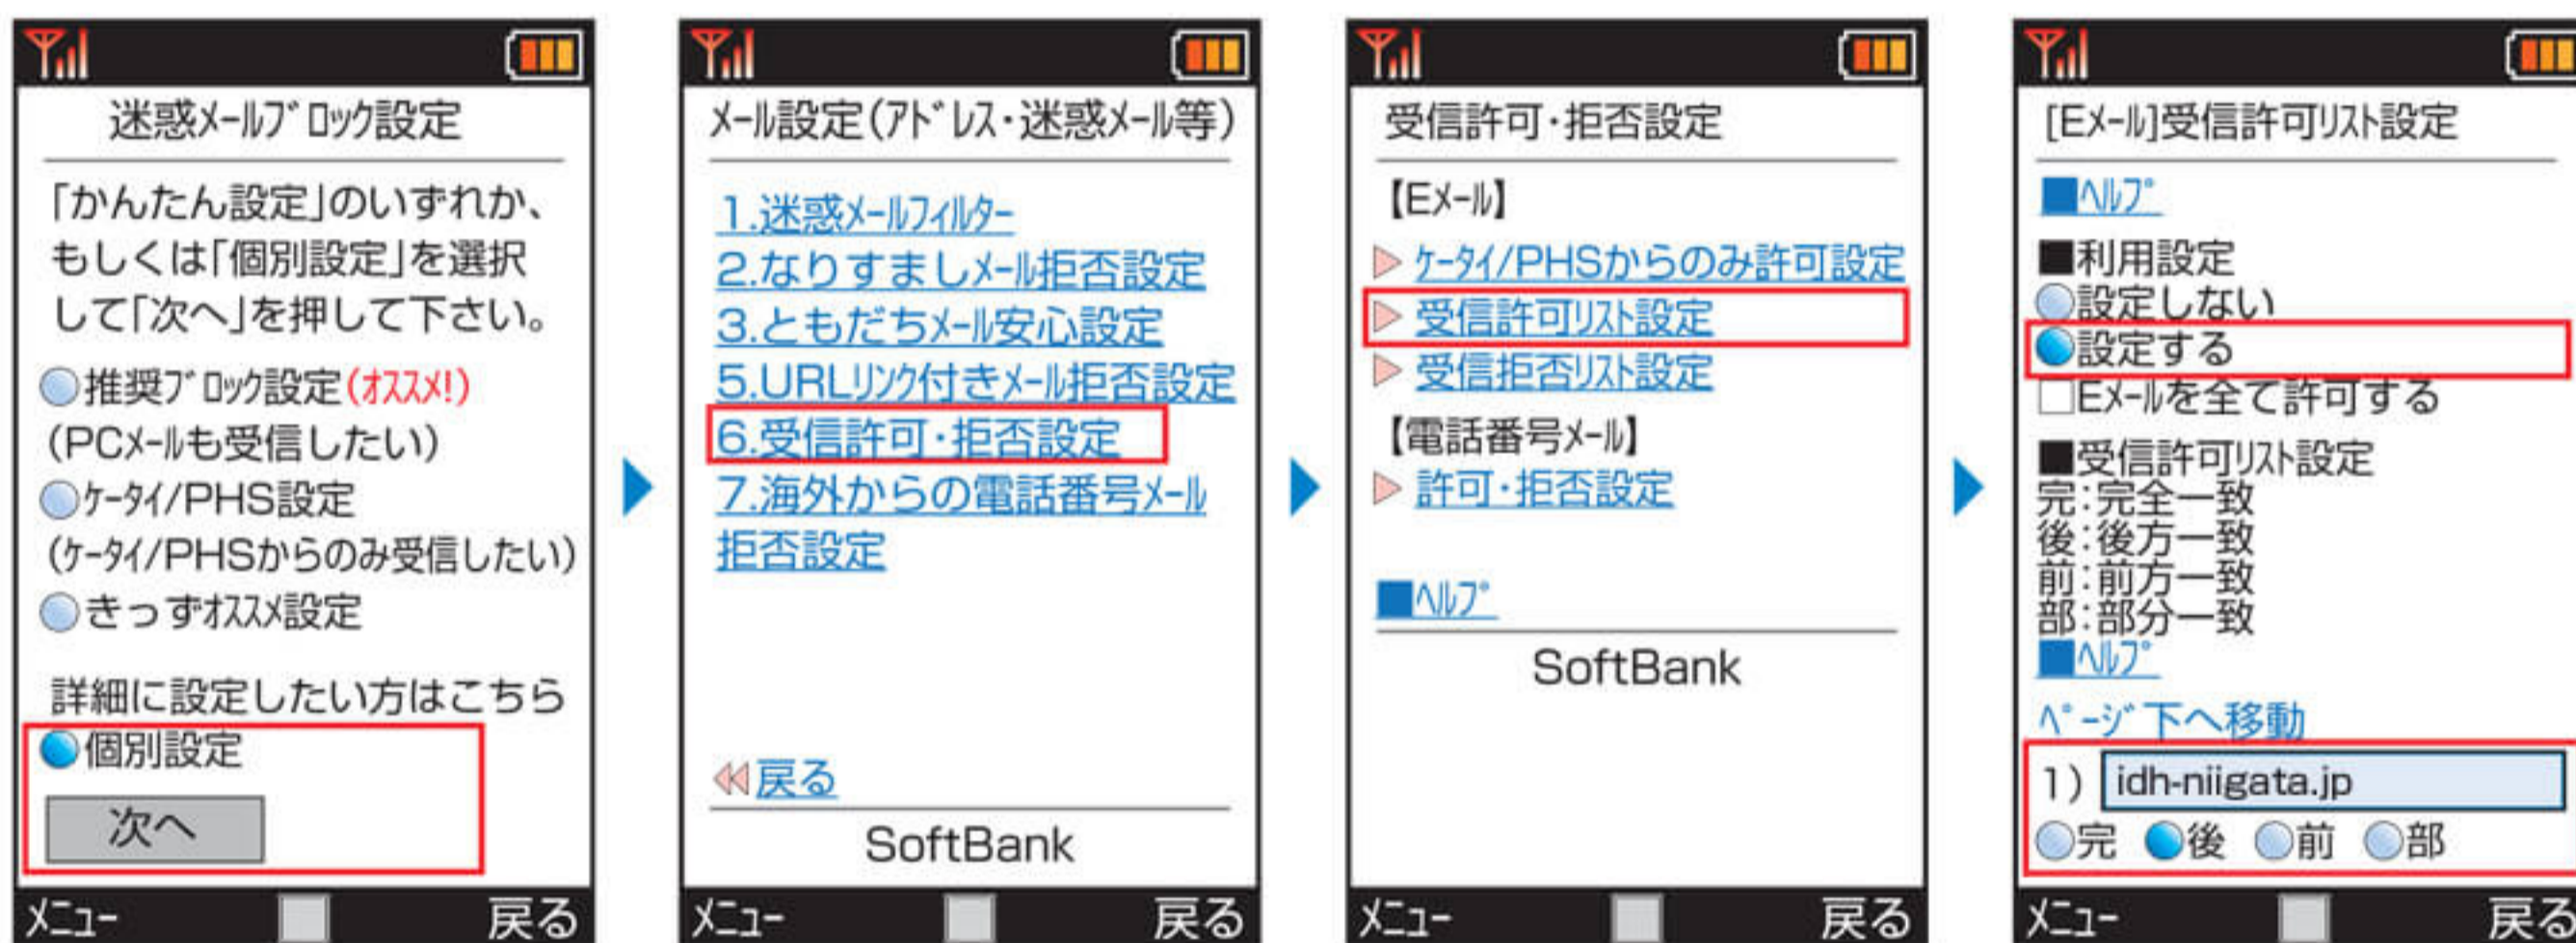 迷惑メールブロック設定
「かんたん設定」のいずれか、
もしくは「個別設定」を選択
して「次へ」を押して下さい。
推奨ブロック設定(オススメ!)
(PCメールも受信したい)
ケータイ/PHS設定
(ケータイ/PHSからのみ受信したい)
きっずオススメ設定
詳細に設定したい方はこちら
個別設定
次へ
メニュー
戻る
メール設定(アドレス・迷惑メール等)
1.迷惑メールフィルター
2.なりすましメール拒否設定
3.ともだちメール安心設定
5.URLリンク付きメール拒否設定
6.受信許可・拒否設定
7.海外からの電話番号メール
拒否設定
戻る
SoftBank
メニュー
戻る
受信許可・拒否設定
【Eメール】
ケータイ/PHSからのみ許可設定
受信許可リスト設定
受信拒否リスト設定
【電話番号メール】
許可・拒否設定
■ヘルプ
SoftBank
メニュー
戻る
[Eメール]受信許可リスト設定
■ヘルプ
■利用設定
設定しない
設定する
Eメールを全て許可する
■受信許可リスト設定
完:完全一致
後:後方一致
前:前方一致
部:部分一致
■ヘルプ
ページ下へ移動
1) idh-niigata.jp
完 後 前 部
メニュー
戻る